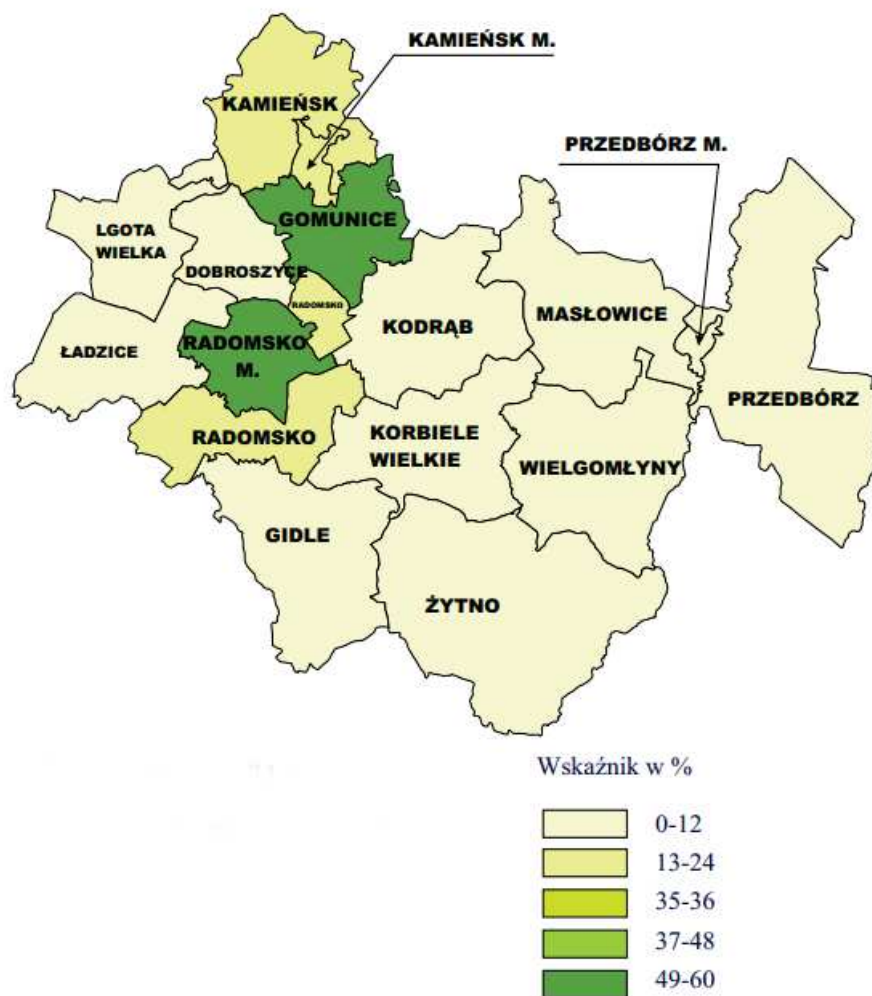 KAMIEŃSK M.
KAMIEŃSK
PRZEDBÓRZ M.
GOMUNICE
LGOTA
WIELKA
DOBROSZYCE
RADOMSKO
MASŁOWICE
KODRĄB
RADOMSKO
M.
ŁADZICE
PRZEDBÓRZ
RADOMSKO
KORBIELE
WIELKIE
WIELGOMŁYNY
GIDLE
ŻYTNO
Wskaźnik w %
0-12
13-24
35-36
37-48
49-60